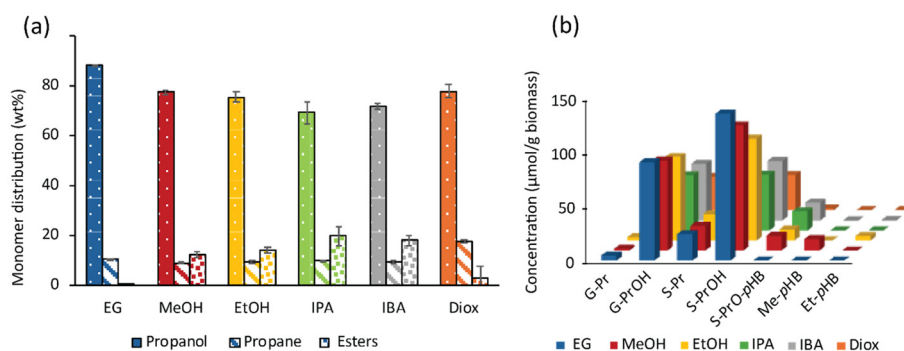 (a)
Monomer distribution (wt%)
80
60
40
20
0
EG MeOH EtOH IPA IBA Diox
Propanol Propane Esters
(b)
Concentration (μmol/g biomass)
150
100
50
0
G-Pr
G-PrOH
S-Pr
S-PrOH
S-PrO-pHB
Me-pHB
Et-pHB
EG MeOH EtOH IPA IBA Diox